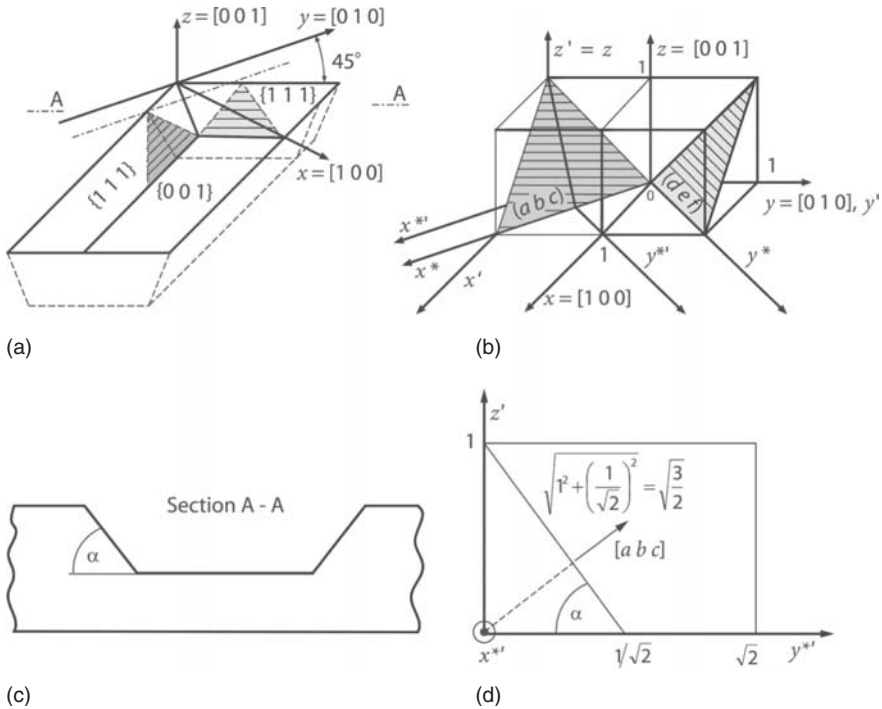 z = [0 0 1]
y = [0 1 0]
45°
A
A
{1 1 1}
{1 1 1}
{0 0 1}
x = [1 0 0]
(a)
z' = z
z = [0 0 1]
1
1
(a b c)
(d e f)
0
y = [0 1 0], y'
x*'
x*
x'
1
y*'
y*
x = [1 0 0]
(b)
Section A - A
α
(c)
z'
1
√(1² + (1/√2)²) = √(3/2)
[a b c]
α
x*'
1/√2
√2
y*'
(d)